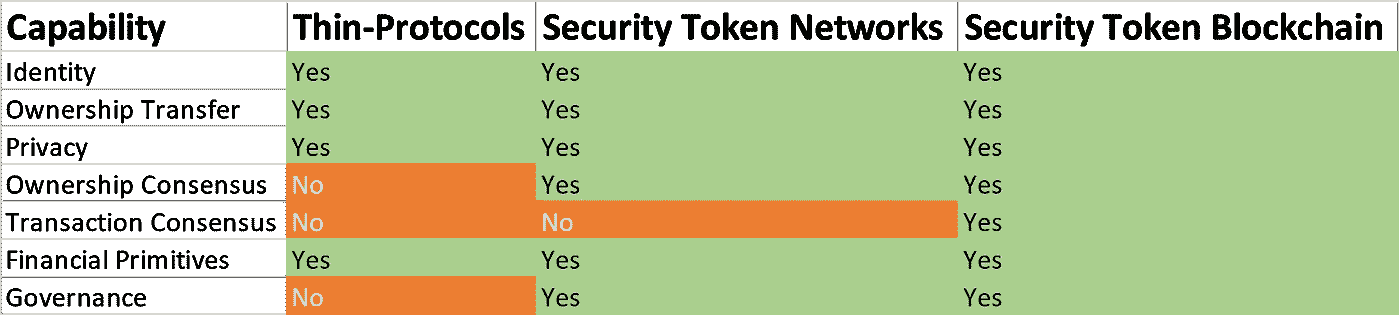 Capability Thin-Protocols Security Token Networks Security Token Blockchain
Identity Yes Yes Yes
Ownership Transfer Yes Yes Yes
Privacy Yes Yes Yes
Ownership Consensus No Yes Yes
Transaction Consensus No No Yes
Financial Primitives Yes Yes Yes
Governance No Yes Yes